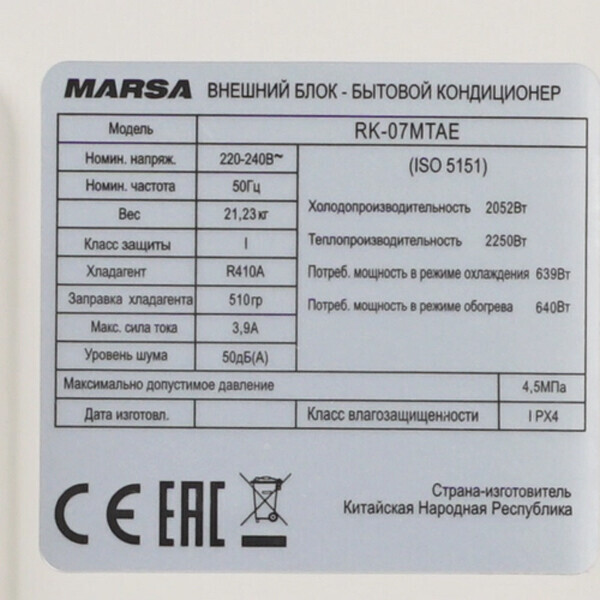 MARSA ВНЕШНИЙ БЛОК - БЫТОВОЙ КОНДИЦИОНЕР
Модель RK-07MTAE
Номин. напряж. 220-240В~ (ISO 5151)
Номин. частота 50Гц
Вес 21,23 кг Холодопроизводительность 2052Вт
Класс защиты I Теплопроизводительность 2250Вт
Хладагент R410A Потреб. мощность в режиме охлаждения 639Вт
Заправка хладагента 510гр Потреб. мощность в режиме обогрева 640Вт
Макс. сила тока 3,9А
Уровень шума 50дБ(А)
Максимально допустимое давление 4,5МПа
Дата изготовл. Класс влагозащищенности I PX4
CE EAC
Страна-изготовитель
Китайская Народная Республика